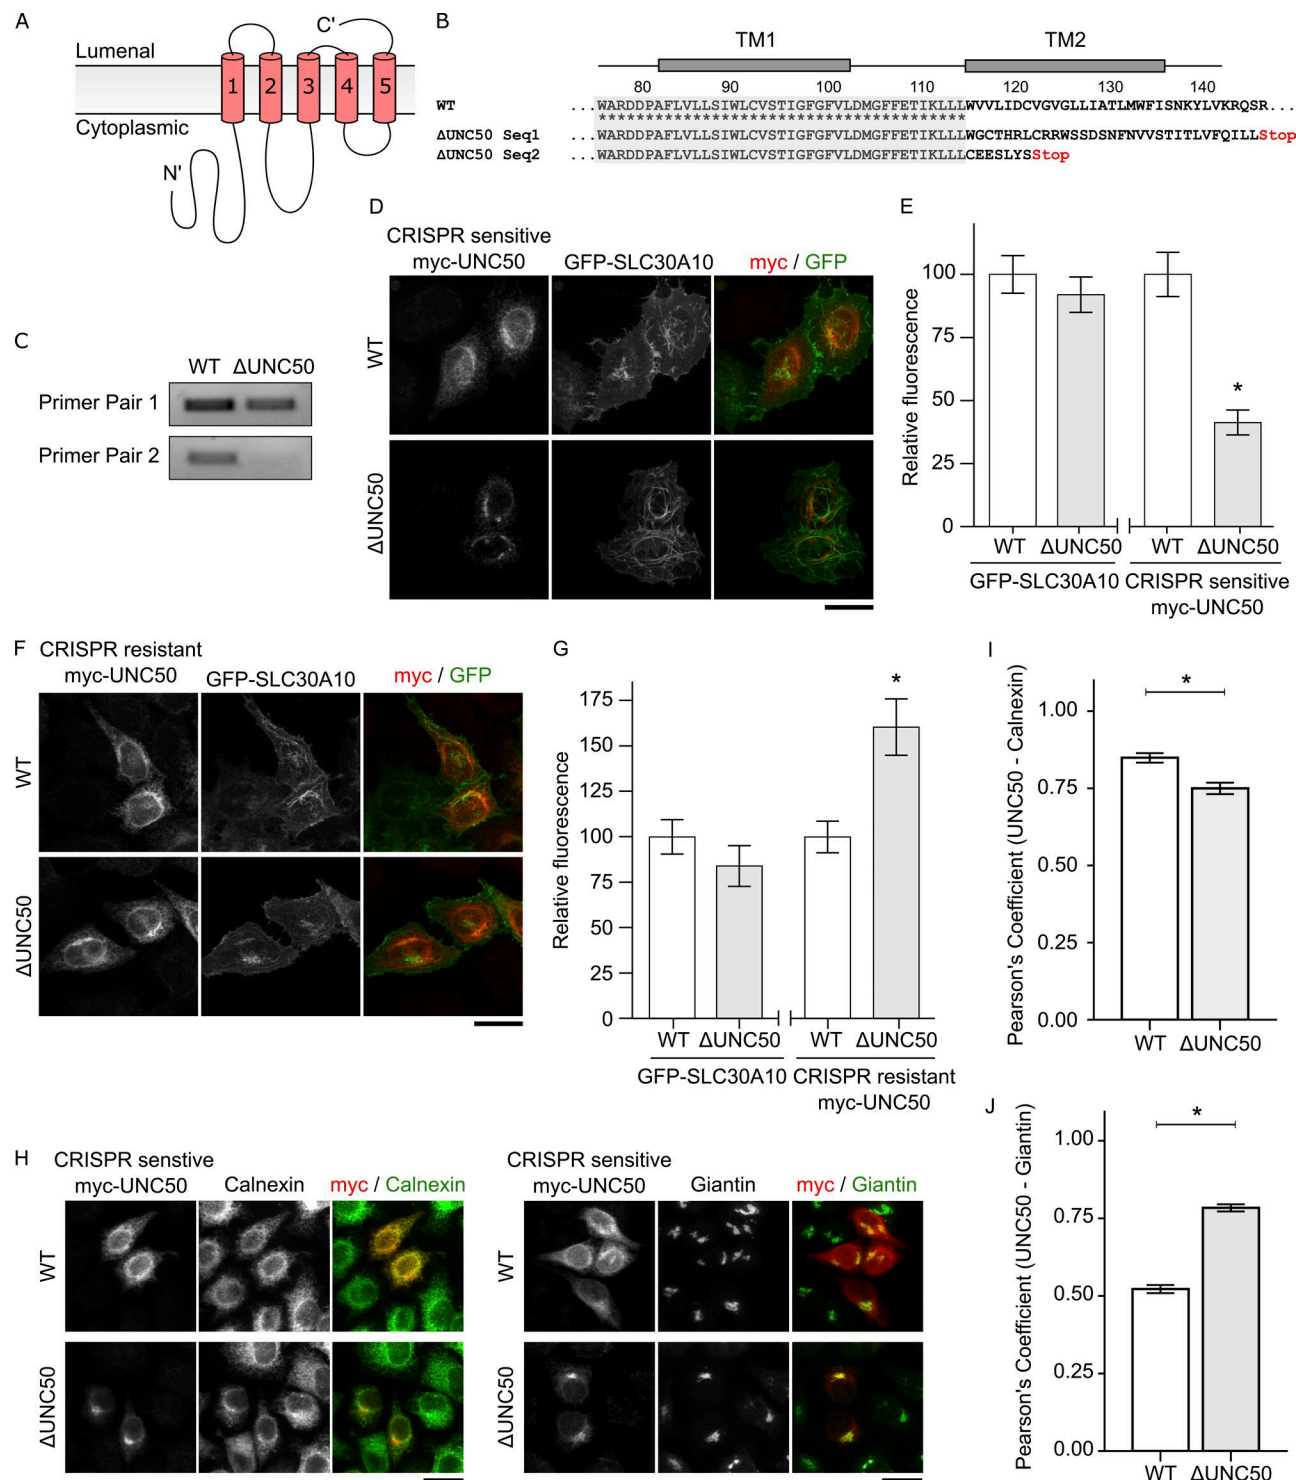 A
Lumenal
Cytoplasmic
N'
C'
1 2 3 4 5
B
TM1 TM2
80 90 100 110 120 130 140
WT ...WARDDPAFLVLLSIWLCVSTIGFGFVLDMGFFETIKLLLWVVLIDCVGVGLLIATLMWFISNKYLVKRQSR...
***************************************
ΔUNC50 Seq1 ...WARDDPAFLVLLSIWLCVSTIGFGFVLDMGFFETIKLLLWGCTHRLCRRWSSDSNFNVVSTITLVFQILLStop
ΔUNC50 Seq2 ...WARDDPAFLVLLSIWLCVSTIGFGFVLDMGFFETIKLLLCEESLYSStop
C
WT ΔUNC50
Primer Pair 1
Primer Pair 2
D
CRISPR sensitive
myc-UNC50 GFP-SLC30A10 myc / GFP
WT
ΔUNC50
E
Relative fluorescence
100
75
50
25
0
*
WT ΔUNC50 WT ΔUNC50
GFP-SLC30A10 CRISPR sensitive
myc-UNC50
F CRISPR resistant
myc-UNC50 GFP-SLC30A10 myc / GFP
WT
ΔUNC50
G
Relative fluorescence
175
150
125
100
75
50
25
0
*
WT ΔUNC50 WT ΔUNC50
GFP-SLC30A10 CRISPR resistant
myc-UNC50
H CRISPR senstive
myc-UNC50 Calnexin myc / Calnexin
WT
ΔUNC50
CRISPR sensitive
myc-UNC50 Giantin myc / Giantin
WT
ΔUNC50
I
Pearson's Coefficient (UNC50 - Calnexin)
1.00
0.75
0.50
0.25
0.00
*
WT ΔUNC50
J
Pearson's Coefficient (UNC50 - Giantin)
1.00
0.75
0.50
0.25
0.00
*
WT ΔUNC50